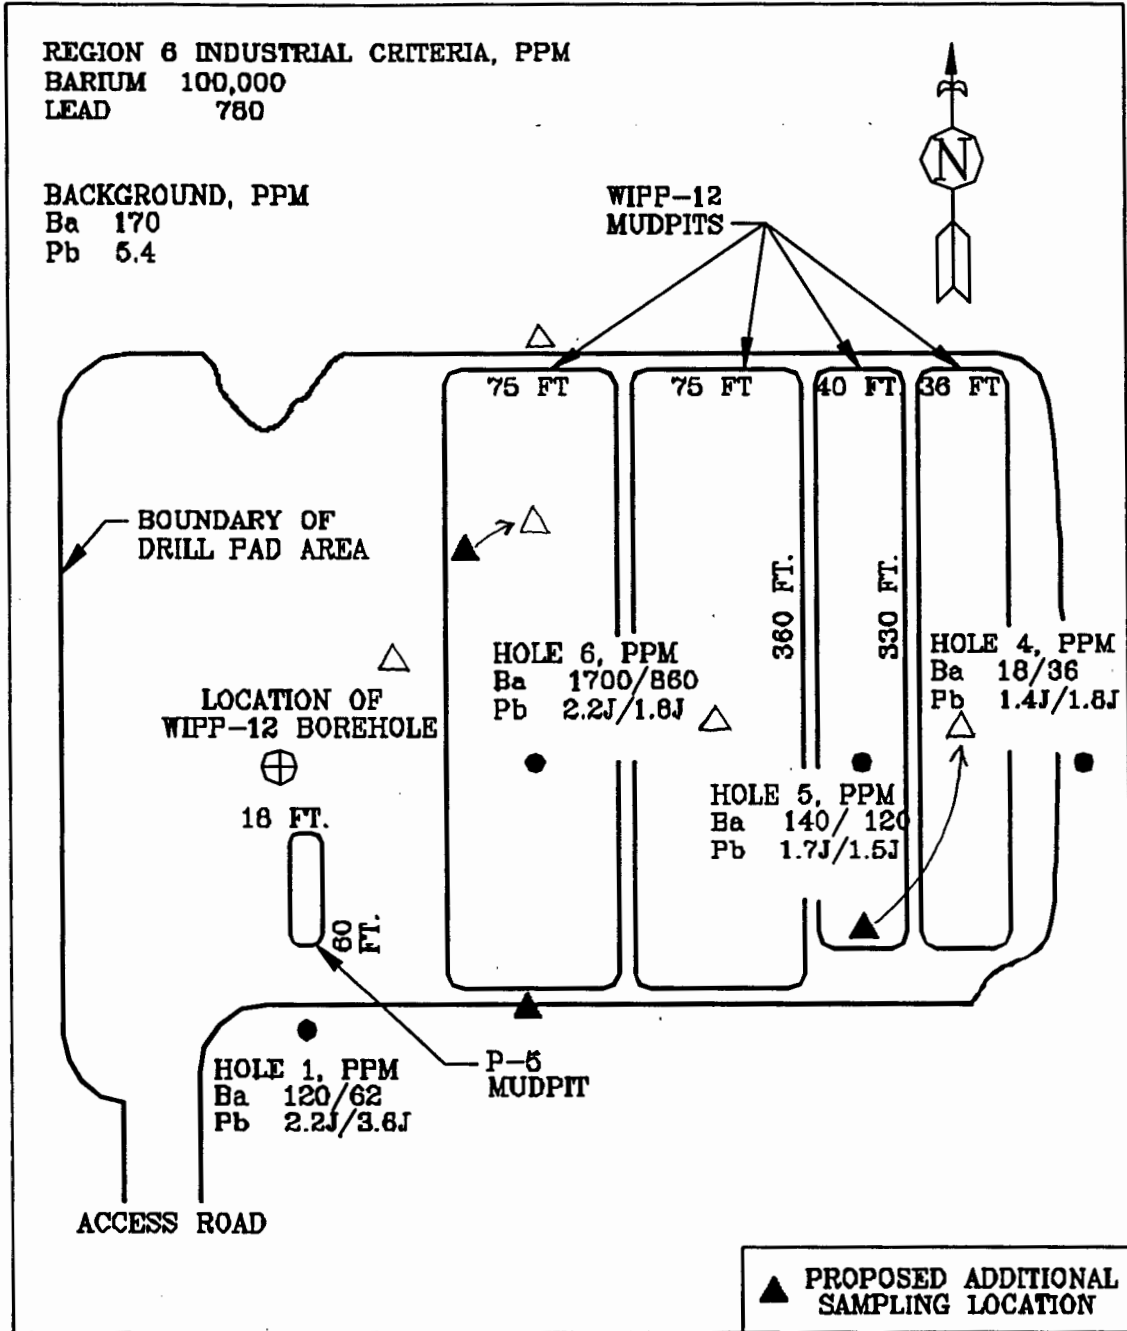 REGION 6 INDUSTRIAL CRITERIA, PPM
BARIUM 100,000
LEAD 760
BACKGROUND, PPM
Ba 170
Pb 5.4
N
WIPP-12
MUDPITS
75 FT
75 FT
40 FT.
36 FT
BOUNDARY OF
DRILL PAD AREA
360 FT.
330 FT.
HOLE 6, PPM
Ba 1700/860
Pb 2.2J/1.8J
HOLE 4, PPM
Ba 18/36
Pb 1.4J/1.8J
LOCATION OF
WIPP-12 BOREHOLE
HOLE 5, PPM
Ba 140/ 120
Pb 1.7J/1.5J
18 FT.
60
FT.
HOLE 1, PPM
Ba 120/62
Pb 2.2J/3.6J
P-5
MUDPIT
ACCESS ROAD
PROPOSED ADDITIONAL
SAMPLING LOCATION